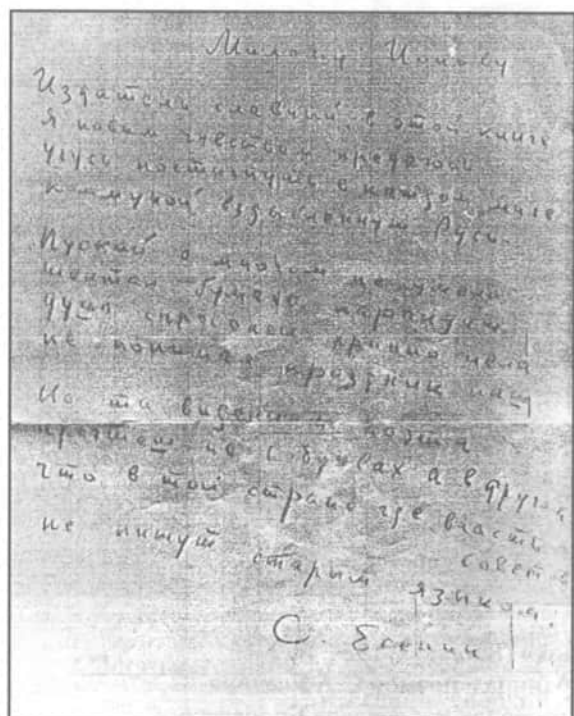 Милому Ионову
Издатель славный, в этой книге
Я новым чувствам предаюсь
учусь постигнуть в каждом миге
коммуной вздыбленную Русь.
Пускай о многом неумело
шептал бумаге карандаш
душа спросонок хрипло пела
не понимая праздник наш
Но ты видением поэта
прочтешь не в буквах а в другом
что в той стране где власть
не пишут старым языком.
С. Есенин